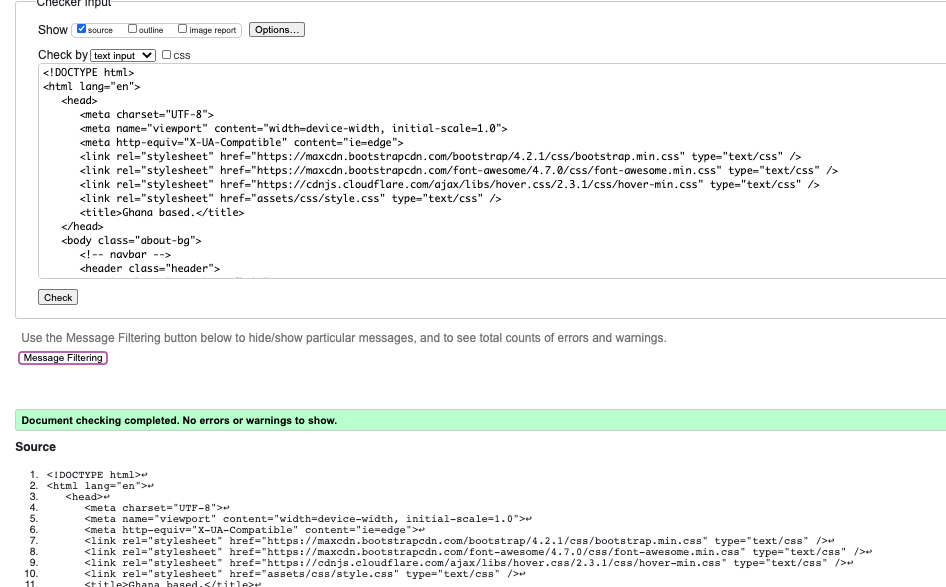 Checker Input
Show source outline image report Options...
Check by text input css
<!DOCTYPE html>
<html lang="en">
<head>
<meta charset="UTF-8">
<meta name="viewport" content="width=device-width, initial-scale=1.0">
<meta http-equiv="X-UA-Compatible" content="ie=edge">
<link rel="stylesheet" href="https://maxcdn.bootstrapcdn.com/bootstrap/4.2.1/css/bootstrap.min.css" type="text/css" />
<link rel="stylesheet" href="https://maxcdn.bootstrapcdn.com/font-awesome/4.7.0/css/font-awesome.min.css" type="text/css" />
<link rel="stylesheet" href="https://cdnjs.cloudflare.com/ajax/libs/hover.css/2.3.1/css/hover-min.css" type="text/css" />
<link rel="stylesheet" href="assets/css/style.css" type="text/css" />
<title>Ghana based.</title>
</head>
<body class="about-bg">
<!-- navbar -->
<header class="header">
Check
Use the Message Filtering button below to hide/show particular messages, and to see total counts of errors and warnings.
Message Filtering
Document checking completed. No errors or warnings to show.
Source
1. <!DOCTYPE html>↩
2. <html lang="en">↩
3. <head>↩
4. <meta charset="UTF-8">↩
5. <meta name="viewport" content="width=device-width, initial-scale=1.0">↩
6. <meta http-equiv="X-UA-Compatible" content="ie=edge">↩
7. <link rel="stylesheet" href="https://maxcdn.bootstrapcdn.com/bootstrap/4.2.1/css/bootstrap.min.css" type="text/css" />↩
8. <link rel="stylesheet" href="https://maxcdn.bootstrapcdn.com/font-awesome/4.7.0/css/font-awesome.min.css" type="text/css" />↩
9. <link rel="stylesheet" href="https://cdnjs.cloudflare.com/ajax/libs/hover.css/2.3.1/css/hover-min.css" type="text/css" />↩
10. <link rel="stylesheet" href="assets/css/style.css" type="text/css" />↩
11. <title>Ghana based.</title>↩